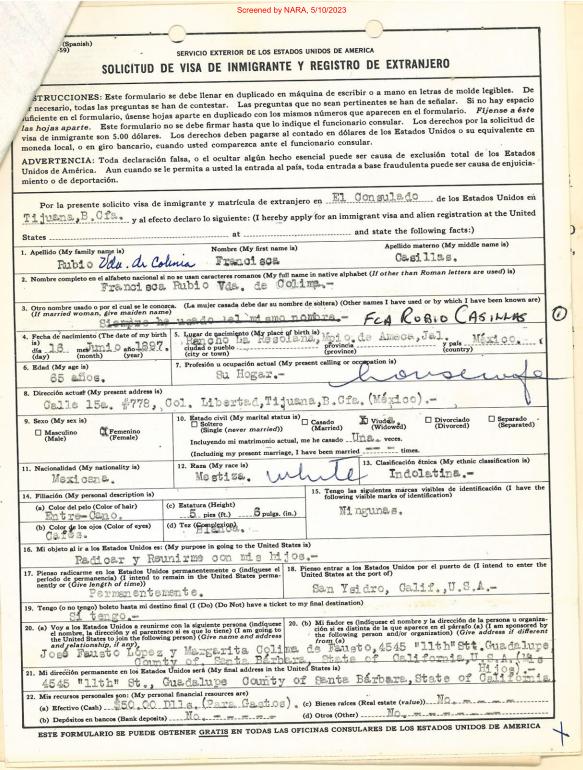 Screened by NARA, 5/10/2023
(Spanish)
-59)
SERVICIO EXTERIOR DE LOS ESTADOS UNIDOS DE AMERICA
SOLICITUD DE VISA DE INMIGRANTE Y REGISTRO DE EXTRANJERO
STRUCCIONES: Este formulario se debe llenar en duplicado en máquina de escribir o a mano en letras de molde legibles. De
ser necesario, todas las preguntas se han de contestar. Las preguntas que no sean pertinentes se han de señalar. Si no hay espacio
suficiente en el formulario, úsense hojas aparte en duplicado con los mismos números que aparecen en el formulario. Fíjense a éste
las hojas aparte. Este formulario no se debe firmar hasta que lo indique el funcionario consular. Los derechos por la solicitud de
visa de inmigrante son 5.00 dólares. Los derechos deben pagarse al contado en dólares de los Estados Unidos o su equivalente en
moneda local, o en giro bancario, cuando usted comparezca ante el funcionario consular.
ADVERTENCIA: Toda declaración falsa, o el ocultar algún hecho esencial puede ser causa de exclusión total de los Estados
Unidos de América. Aun cuando se le permita a usted la entrada al país, toda entrada a base fraudulenta puede ser causa de enjuicia-
miento o de deportación.
Por la presente solicito visa de inmigrante y matrícula de extranjero en El Consulado de los Estados Unidos en
Tijuana,B.Cfa. y al efecto declaro lo siguiente: (I hereby apply for an immigrant visa and alien registration at the United
States at and state the following facts:)
1. Apellido (My family name is) Nombre (My first name is) Apellido materno (My middle name is)
Rubio Vda. de Colima Francisca Casillas.
2. Nombre completo en el alfabeto nacional si no se usan caracteres romanos (My full name in native alphabet (If other than Roman letters are used) is)
Francisca Rubio Vda. de Colima.-
3. Otro nombre usado o por el cual se le conozca. (La mujer casada debe dar su nombre de soltera) (Other names I have used or by which I have been known are)
(If married woman, give maiden name)
Siempre ha usado el mismo nombre.- FCA RUBIO CASILLAS 1
4. Fecha de nacimiento (The date of my birth is) 5. Lugar de nacimiento (My place of birth is)
día 16 Junio año 1897. Rancho La Resolana,Mpio.de Ameca,Jal. y país México.
(day) (month) (year) ciudad o pueblo (city or town) provincia (province) (country)
6. Edad (My age is) 7. Profesión u ocupación actual (My present calling or occupation is)
65 años. Su Hogar.- housewife
8. Dirección actual (My present address is)
Calle 15a. #778, Col. Libertad,Tijuana,B.Cfa.(México).-
9. Sexo (My sex is) 10. Estado civil (My marital status is)
Masculino (Male) X Femenino (Female) Soltero (Single (never married)) Casado (Married) X Viudo (Widowed) Divorciado (Divorced) Separado (Separated)
Incluyendo mi matrimonio actual, me he casado Una veces.
(Including my present marriage, I have been married --- times.
11. Nacionalidad (My nationality is) 12. Raza (My race is) 13. Clasificación étnica (My ethnic classification is)
Mexicana. Mestiza. white Indolatina.-
14. Filiación (My personal description is) 15. Tengo las siguientes marcas visibles de identificación (I have the following visible marks of identification)
(a) Color del pelo (Color of hair) (c) Estatura (Height)
Entre-Cano. 5 pies (ft.) 6 pulgs. (in.) Ningunas.
(b) Color de los ojos (Color of eyes) (d) Tez (Complexion)
Cafés. Blanca.
16. Mi objeto al ir a los Estados Unidos es: (My purpose in going to the United States is)
Radicar y Reunirme con mis hijos.-
17. Pienso radicarme en los Estados Unidos permanentemente o (indíquese el período de permanencia) (I intend to remain in the United States permanently or (Give length of time)) 18. Pienso entrar en los Estados Unidos por el puerto de (I intend to enter the United States at the port of)
Permanentemente. San Ysidro, Calif.,U.S.A-
19. Tengo (o no tengo) boleto hasta mi destino final (I (Do) (Do Not) have a ticket to my final destination)
Si tengo.-
20. (a) Voy a los Estados Unidos a reunirme con la siguiente persona (indíquese el nombre, la dirección y el parentesco si es que lo tiene) (I am going to the United States to join the following person) (Give name and address and relationship, if any)
20. (b) Mi fiador es (indíquese el nombre y la dirección de la persona u organización si es distinta de la que aparece en el párrafo (a) (I am sponsored by the following person and/or organization) (Give address if different from (a))
José Fausto López y Margarita Colima de Fausto,4545 "11th"Stt.Guadalupe
County of Santa Bárbara,State of California,U.S.A.(Mis
Hijos).-
21. Mi dirección permanente en los Estados Unidos será (My final address in the United States is)
4545 "11th" St., Guadalupe County of Santa Bárbara,State of California
22. Mis recursos personales son: (My personal financial resources are)
(a) Efectivo (Cash) $50.00 Dlls.(Para Gastos). (c) Bienes raíces (Real estate (value)) No.
(b) Depósitos en bancos (Bank deposits) No. (d) Otros (Other) No.
ESTE FORMULARIO SE PUEDE OBTENER GRATIS EN TODAS LAS OFICINAS CONSULARES DE LOS ESTADOS UNIDOS DE AMERICA